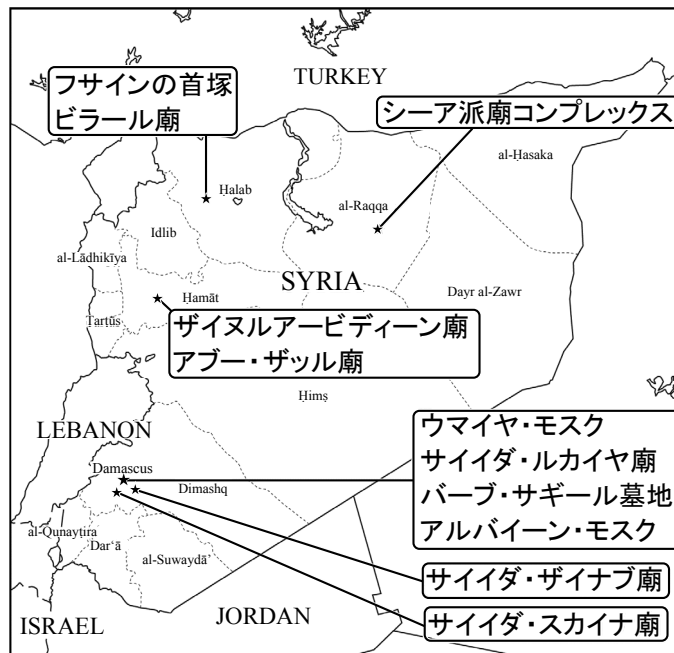 TURKEY
フサインの首塚
ビラール廟
シーア派廟コンプレックス
al-Ḥasaka
Ḥalab
al-Raqqa
Idlib
al-Lādhikīya
SYRIA
Ḥamāt
Dayr al-Zawr
Ṭarṭūs
ザイヌルアービディーン廟
アブー・ザッル廟
Ḥimṣ
LEBANON
ウマイヤ・モスク
サイイダ・ルカイヤ廟
バーブ・サギール墓地
アルバイーン・モスク
Damascus
Dimashq
al-Qunayṭira
Dar‘ā
al-Suwaydā’
サイイダ・ザイナブ廟
サイイダ・スカイナ廟
ISRAEL
JORDAN